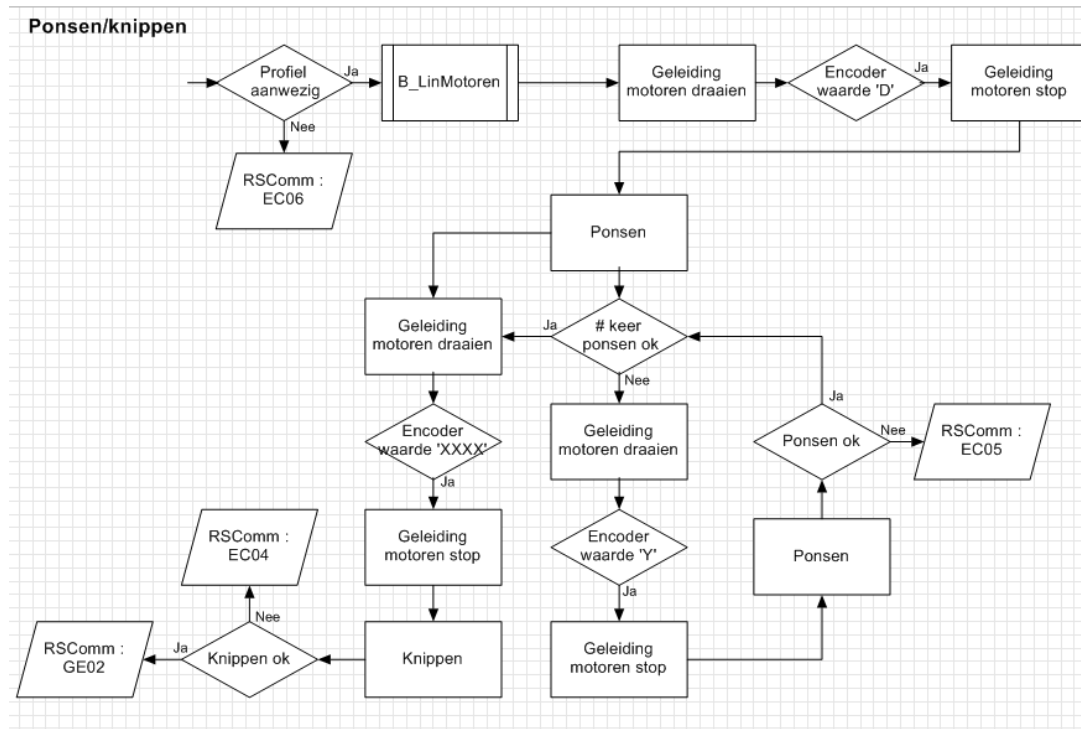 Ponsen/knippen
Profiel
aanwezig
Ja
Nee
RSComm :
EC06
B_LinMotoren
Geleiding
motoren draaien
Encoder
waarde 'D'
Ja
Geleiding
motoren stop
Ponsen
# keer
ponsen ok
Ja
Nee
Geleiding
motoren draaien
Encoder
waarde 'XXXX'
Ja
Geleiding
motoren stop
Knippen
Knippen ok
Nee
RSComm :
EC04
Ja
RSComm :
GE02
Geleiding
motoren draaien
Encoder
waarde 'Y'
Ja
Geleiding
motoren stop
Ponsen
Ponsen ok
Ja
Nee
RSComm :
EC05